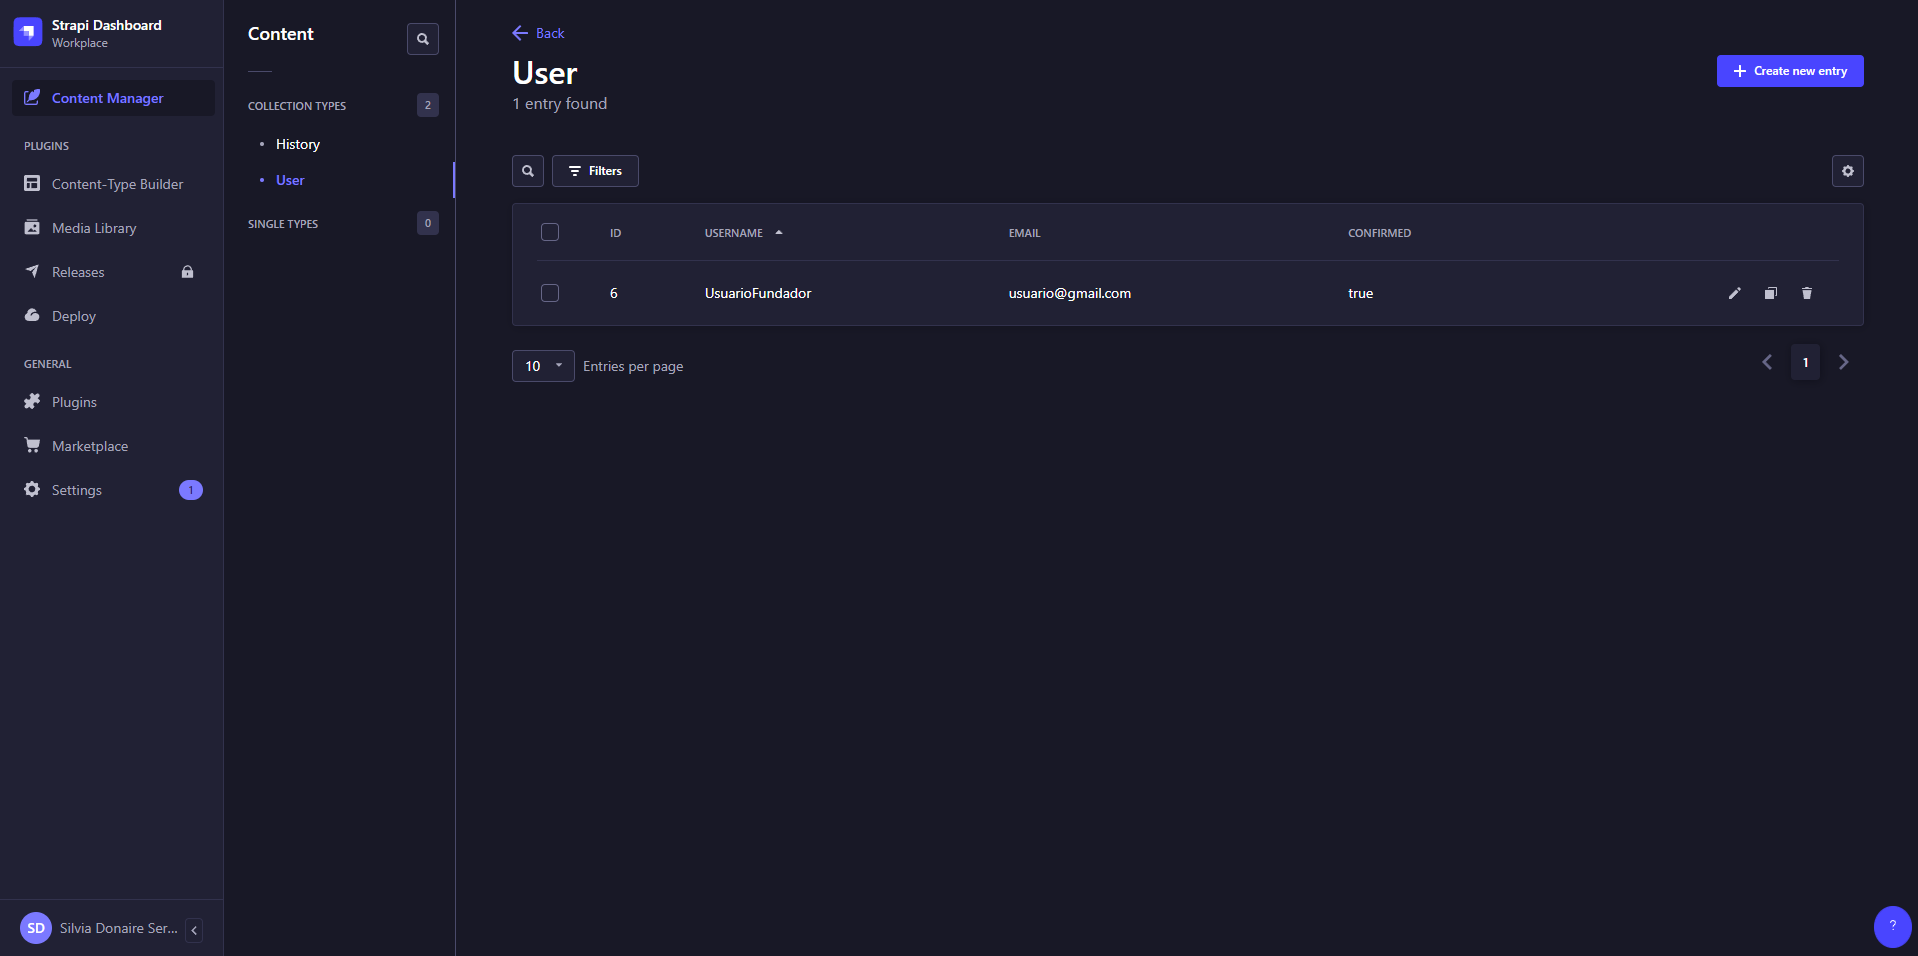 Strapi Dashboard
Workplace
Content Manager
PLUGINS
Content-Type Builder
Media Library
Releases
Deploy
GENERAL
Plugins
Marketplace
Settings
1
SD
Silvia Donaire Ser...
Content
COLLECTION TYPES
2
History
User
SINGLE TYPES
0
Back
User
1 entry found
Create new entry
Filters
ID USERNAME EMAIL CONFIRMED
6 UsuarioFundador usuario@gmail.com true
10 Entries per page
1
?